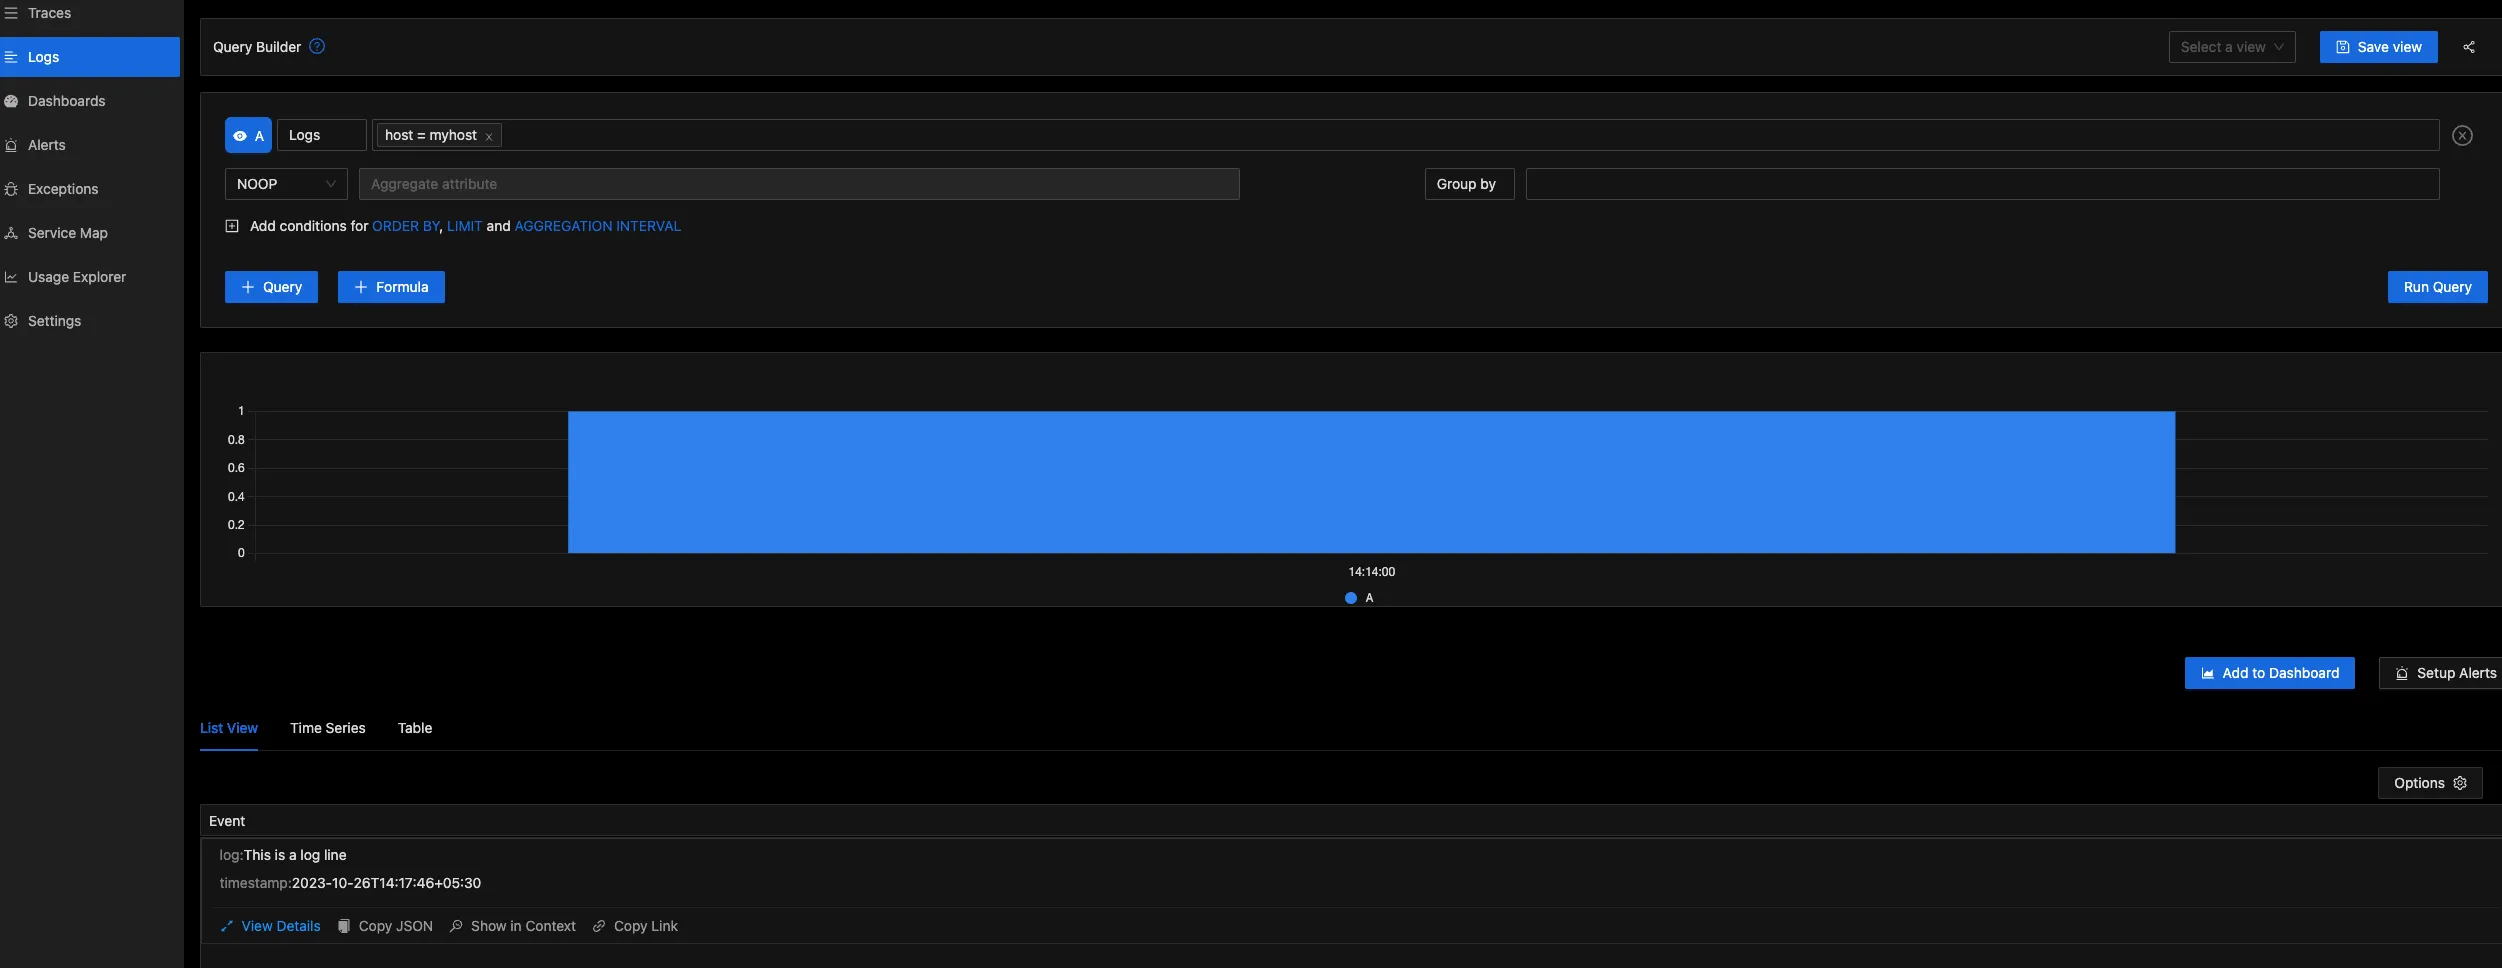 Traces
Logs
Dashboards
Alerts
Exceptions
Service Map
Usage Explorer
Settings
Query Builder ?
Select a view
Save view
A Logs host = myhost x
NOOP Aggregate attribute Group by
Add conditions for ORDER BY, LIMIT and AGGREGATION INTERVAL
+ Query + Formula Run Query
1
0.8
0.6
0.4
0.2
0
14:14:00
A
Add to Dashboard Setup Alerts
List View Time Series Table
Options
Event
log:This is a log line
timestamp:2023-10-26T14:17:46+05:30
View Details Copy JSON Show in Context Copy Link